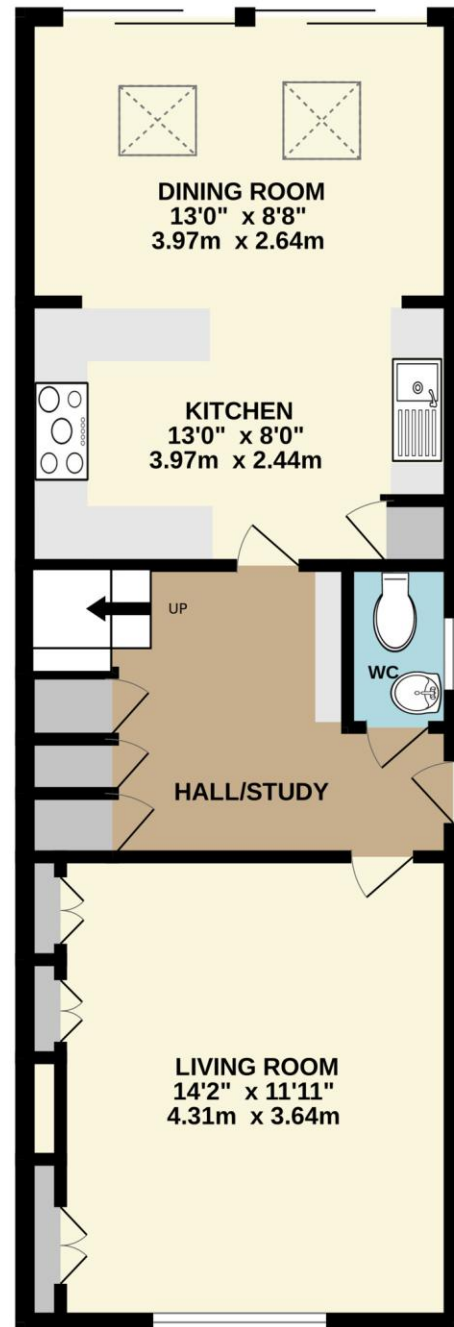 DINING ROOM
13'0" x 8'8"
3.97m x 2.64m
KITCHEN
13'0" x 8'0"
3.97m x 2.44m
UP
WC
HALL/STUDY
LIVING ROOM
14'2" x 11'11"
4.31m x 3.64m